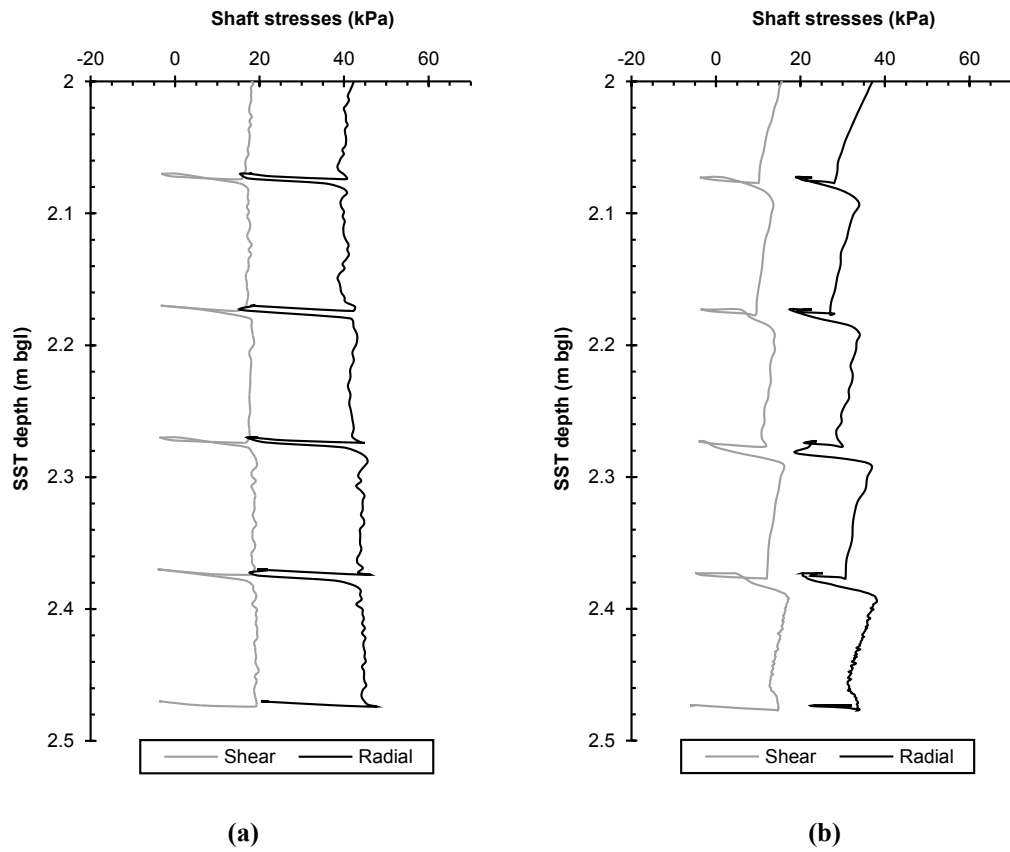 Shaft stresses (kPa)
-20 0 20 40 60
2
2.1
2.2
2.3
2.4
2.5
SST depth (m bgl)
Shear Radial
(a)
Shaft stresses (kPa)
-20 0 20 40 60
2
2.1
2.2
2.3
2.4
2.5
SST depth (m bgl)
Shear Radial
(b)